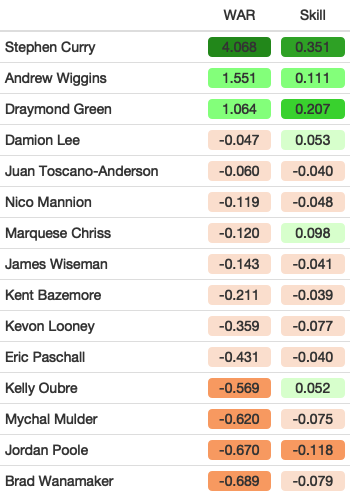 WAR Skill
Stephen Curry 4.068 0.351
Andrew Wiggins 1.551 0.111
Draymond Green 1.064 0.207
Damion Lee -0.047 0.053
Juan Toscano-Anderson -0.060 -0.040
Nico Mannion -0.119 -0.048
Marquese Chriss -0.120 0.098
James Wiseman -0.143 -0.041
Kent Bazemore -0.211 -0.039
Kevon Looney -0.359 -0.077
Eric Paschall -0.431 -0.040
Kelly Oubre -0.569 0.052
Mychal Mulder -0.620 -0.075
Jordan Poole -0.670 -0.118
Brad Wanamaker -0.689 -0.079